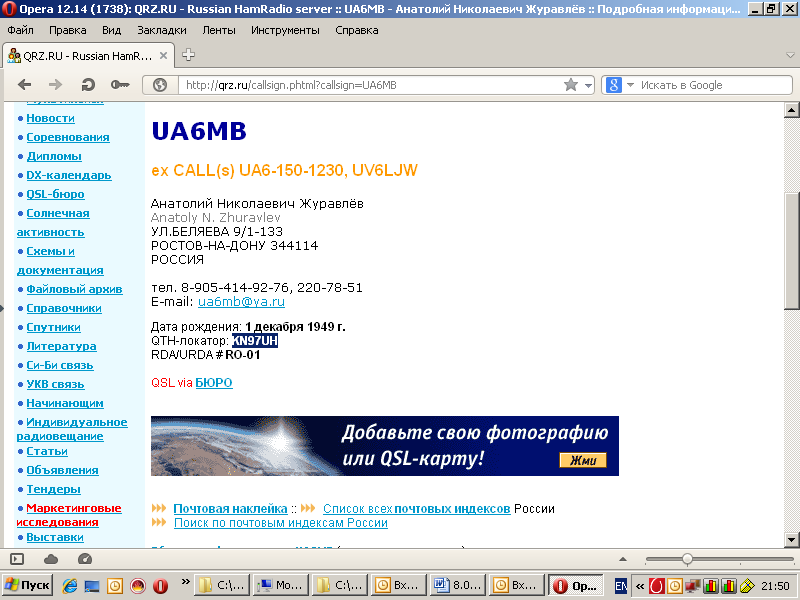 Opera 12.14 (1738): QRZ.RU - Russian HamRadio server :: UA6MB - Анатолий Николаевич Журавлёв :: Подробная информаци...
Файл Правка Вид Закладки Ленты Инструменты Справка
QRZ.RU - Russian HamR...
http://qrz.ru/callsign.phtml?callsign=UA6MB
Искать в Google
Новости
Соревнования
Дипломы
DX-календарь
QSL-бюро
Солнечная
активность
Схемы и
документация
Файловый архив
Справочники
Спутники
Литература
Си-Би связь
УКВ связь
Начинающим
Индивидуальное
радиовещание
Статьи
Объявления
Тендеры
Маркетинговые
исследования
Выставки
UA6MB
ex CALL(s) UA6-150-1230, UV6LJW
Анатолий Николаевич Журавлёв
Anatoly N. Zhuravlev
УЛ.БЕЛЯЕВА 9/1-133
РОСТОВ-НА-ДОНУ 344114
РОССИЯ
тел. 8-905-414-92-76, 220-78-51
E-mail: ua6mb@ya.ru
Дата рождения: 1 декабря 1949 г.
QTH-локатор: KN97UH
RDA/URDA # RO-01
QSL via БЮРО
Добавьте свою фотографию
или QSL-карту!
Жми
Почтовая наклейка :: Список всех почтовых индексов России
Поиск по почтовым индексам России
Пуск
C:\...
Mo...
C:\...
Вх...
8.0...
Вх...
Op...
EN
21:50